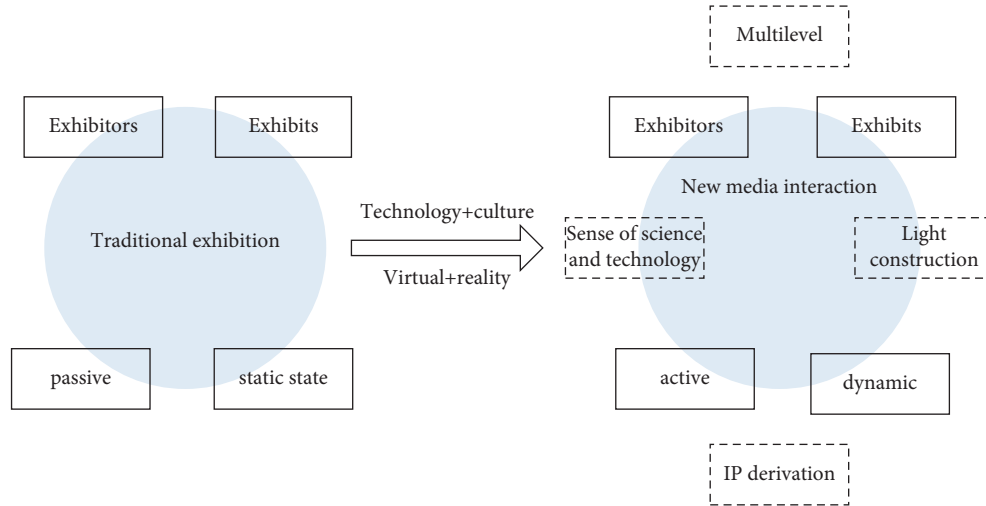 Exhibitors
Exhibits
Traditional exhibition
passive
static state
Technology+culture
Virtual+reality
Multilevel
Exhibitors
Exhibits
New media interaction
Sense of science
and technology
Light
construction
active
dynamic
IP derivation